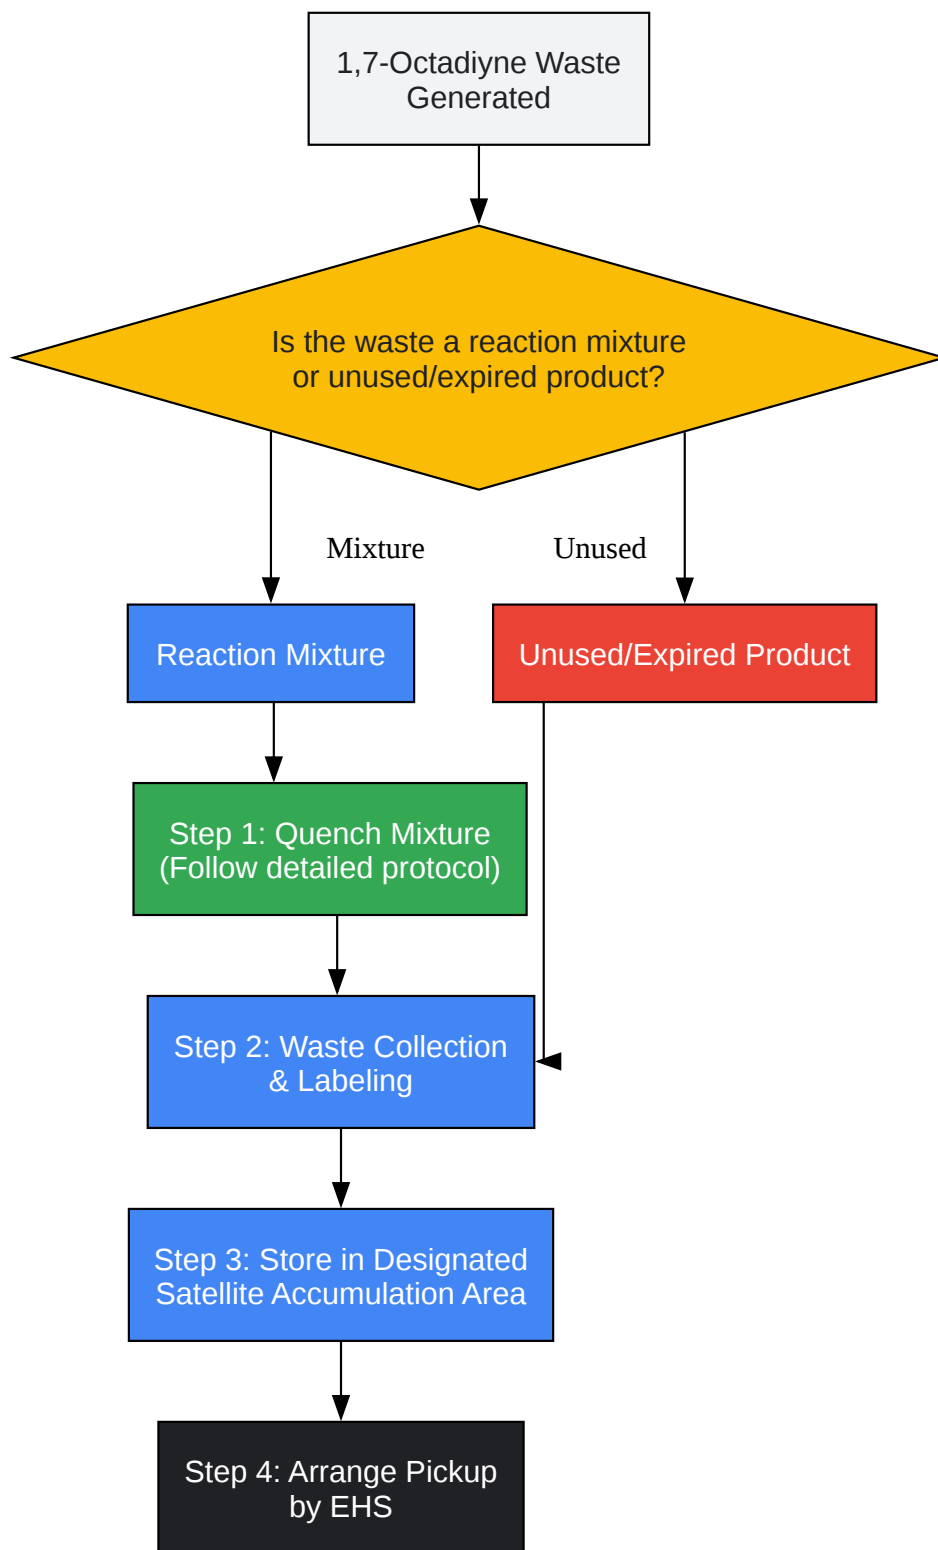 1,7-Octadiyne Waste
Generated
Is the waste a reaction mixture
or unused/expired product?
Mixture
Unused
Reaction Mixture
Unused/Expired Product
Step 1: Quench Mixture
(Follow detailed protocol)
Step 2: Waste Collection
& Labeling
Step 3: Store in Designated
Satellite Accumulation Area
Step 4: Arrange Pickup
by EHS